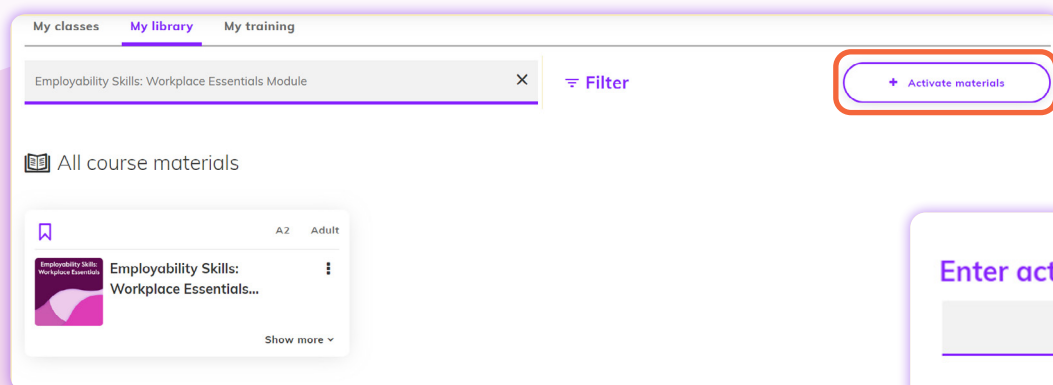 My classes My library My training
Employability Skills: Workplace Essentials Module
Filter
+ Activate materials
All course materials
A2 Adult
Employability Skills:
Workplace Essentials
Employability Skills:
Workplace Essentials...
Show more
Enter act